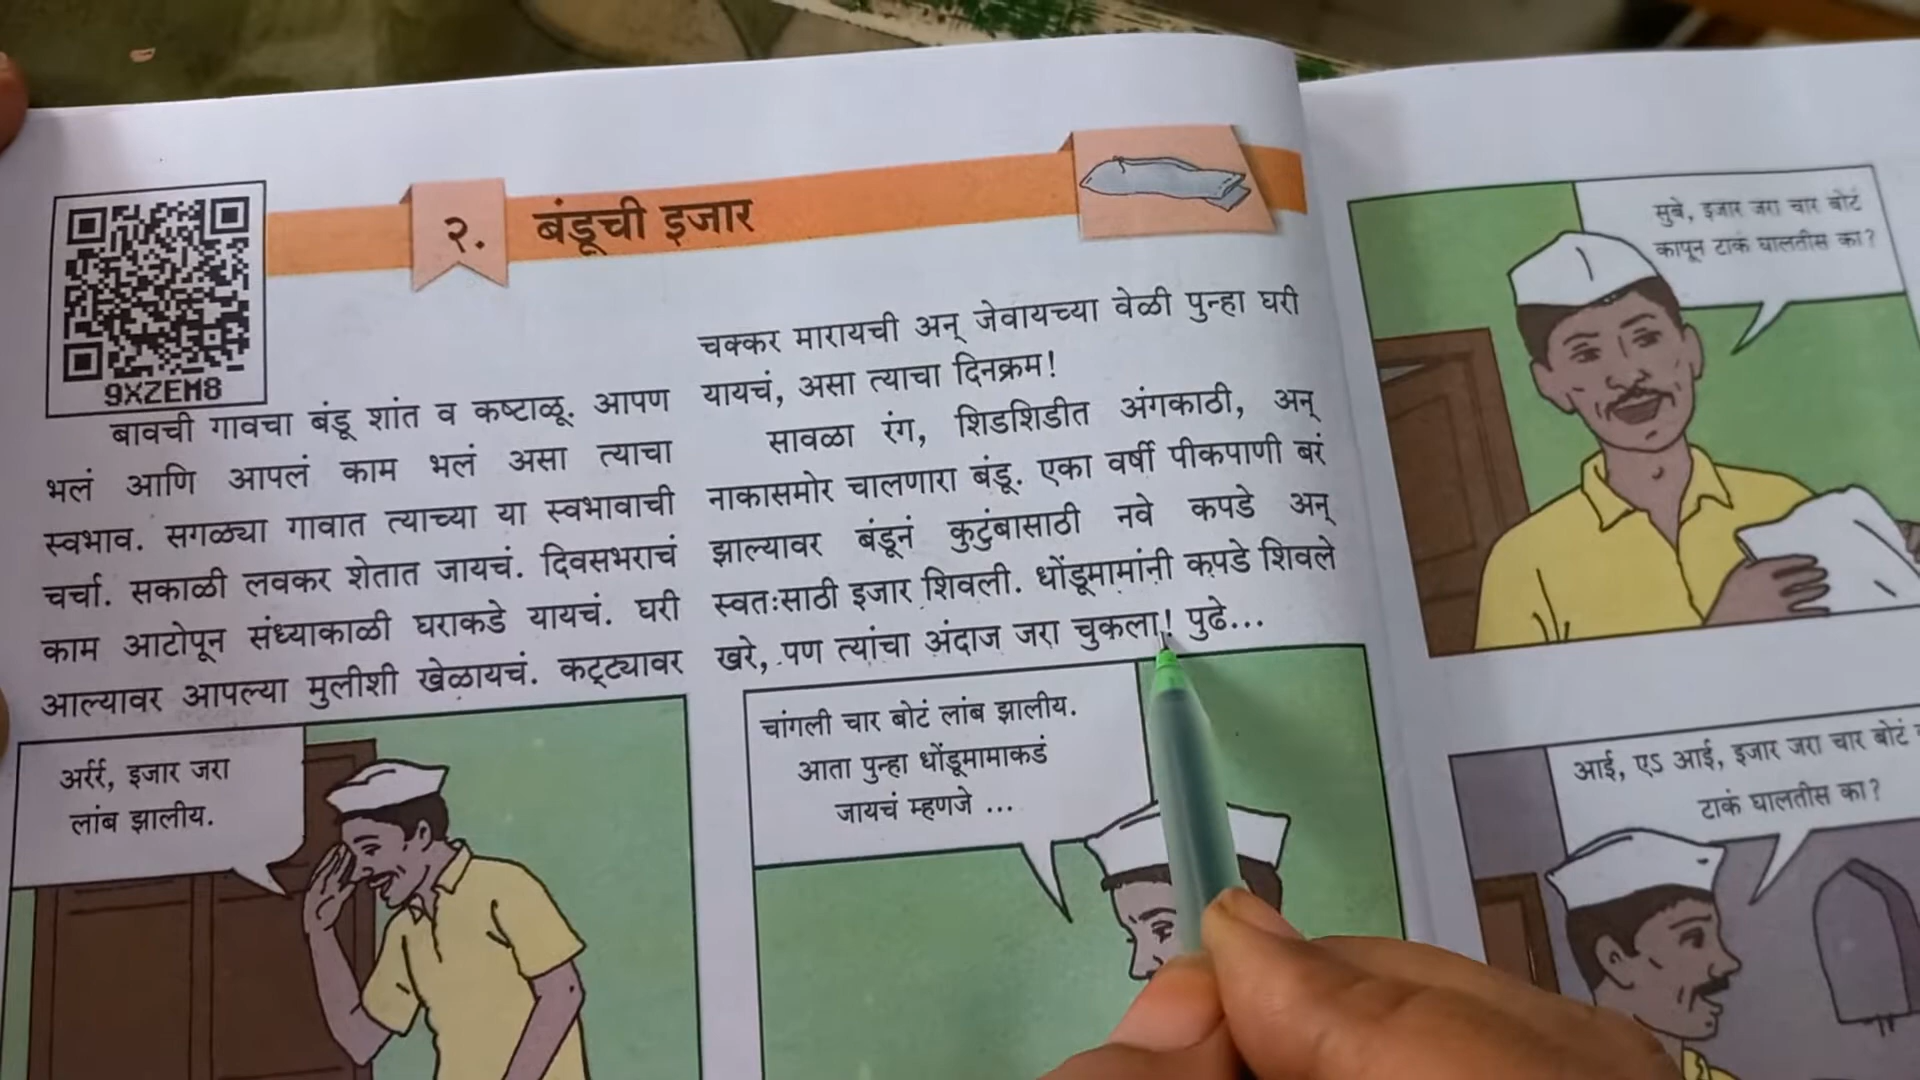 9XZEM8
२. बंडूची इजार
बावची गावचा बंडू शांत व कष्टाळू. आपण
भलं आणि आपलं काम भलं असा त्याचा
स्वभाव. सगळ्या गावात त्याच्या या स्वभावाची
चर्चा. सकाळी लवकर शेतात जायचं. दिवसभराचं
काम आटोपून संध्याकाळी घराकडे यायचं. घरी
आल्यावर आपल्या मुलीशी खेळायचं. कट्ट्यावर
चक्कर मारायची अन् जेवायच्या वेळी पुन्हा घरी
यायचं, असा त्याचा दिनक्रम!
सावळा रंग, शिडशिडीत अंगकाठी, अन्
नाकासमोर चालणारा बंडू. एका वर्षी पीकपाणी बरं
झाल्यावर बंडूनं कुटुंबासाठी नवे कपडे अन्
स्वतःसाठी इजार शिवली. धोंडूमामांनी कपडे शिवले
खरे, पण त्यांचा अंदाज जरा चुकला! पुढे...
अर्रर्र, इजार जरा
लांब झालीय.
चांगली चार बोटं लांब झालीय.
आता पुन्हा धोंडूमामाकडं
जायचं म्हणजे ...
सुबे, इजार जरा चार बोटं
कापून टाकं घालतीस का?
आई, एऽ आई, इजार जरा चार बोटं
टाकं घालतीस का?